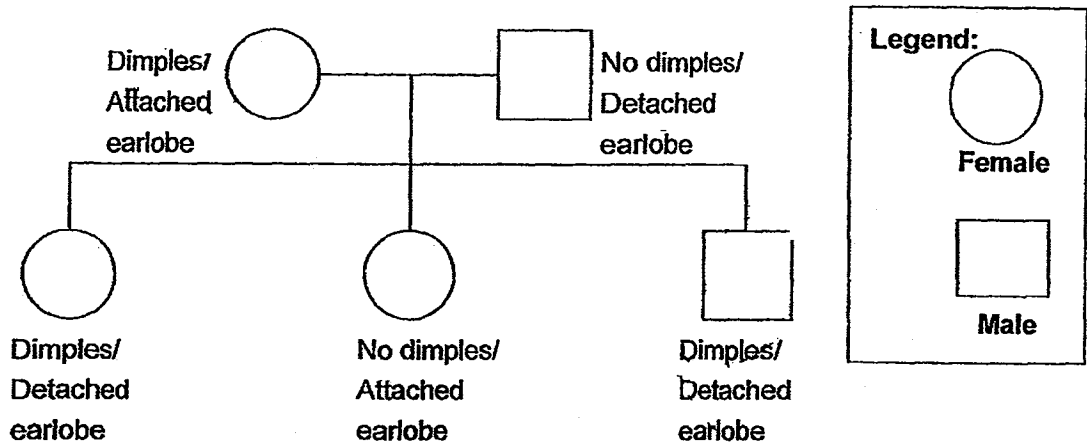 Dimples/
Attached
earlobe
No dimples/
Detached
earlobe
Legend:
Female
Male
Dimples/
Detached
earlobe
No dimples/
Attached
earlobe
Dimples/
Detached
earlobe